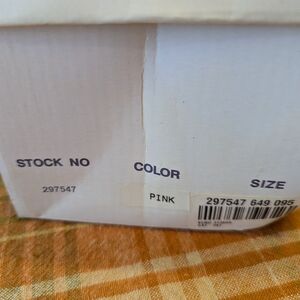 STOCK NO
COLOR
SIZE
297547
PINK
297547 649 095